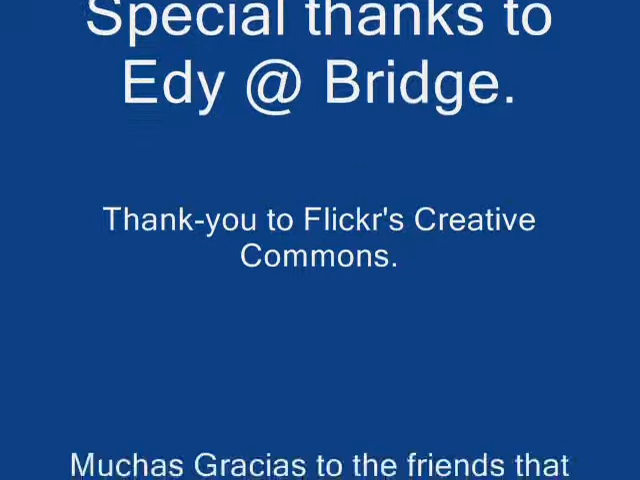 Special thanks to
Edy @ Bridge.
Thank-you to Flickr's Creative
Commons.
Muchas Gracias to the friends that